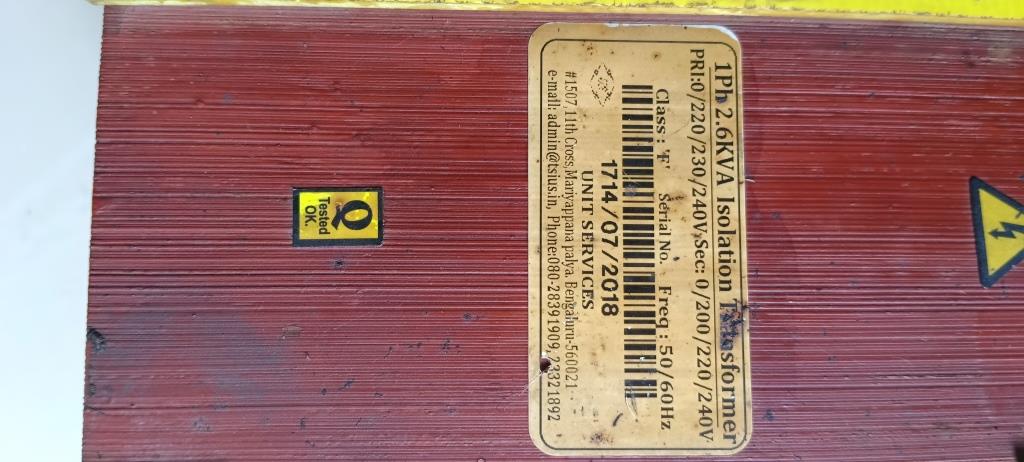 1Ph 2.6KVA Isolation Transformer
PRI:0/220/230/240V,Sec: 0/200/220/240V
Class : 'F' Serial No. Freq : 50/60Hz
1714/07/2018
UNIT SERVICES
#1507, 11th Cross, Mariyappana palya. Bengaluru-560021
e-mail: admin@tsius.in, Phone:080-28391909, 23321892
Q
Tested
OK.